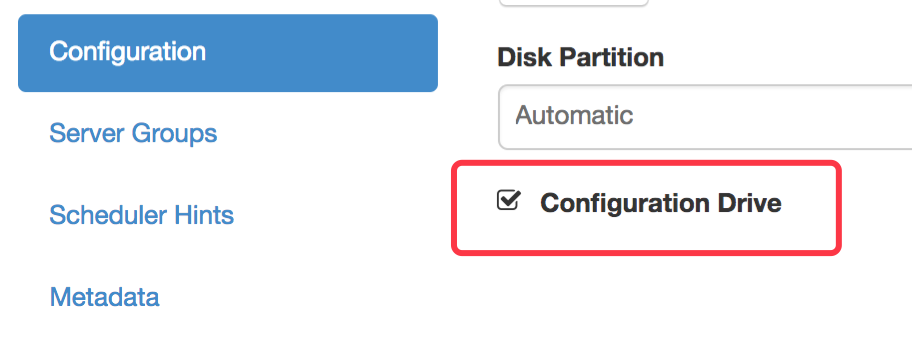 Configuration
Server Groups
Scheduler Hints
Metadata
Disk Partition
Automatic
Configuration Drive